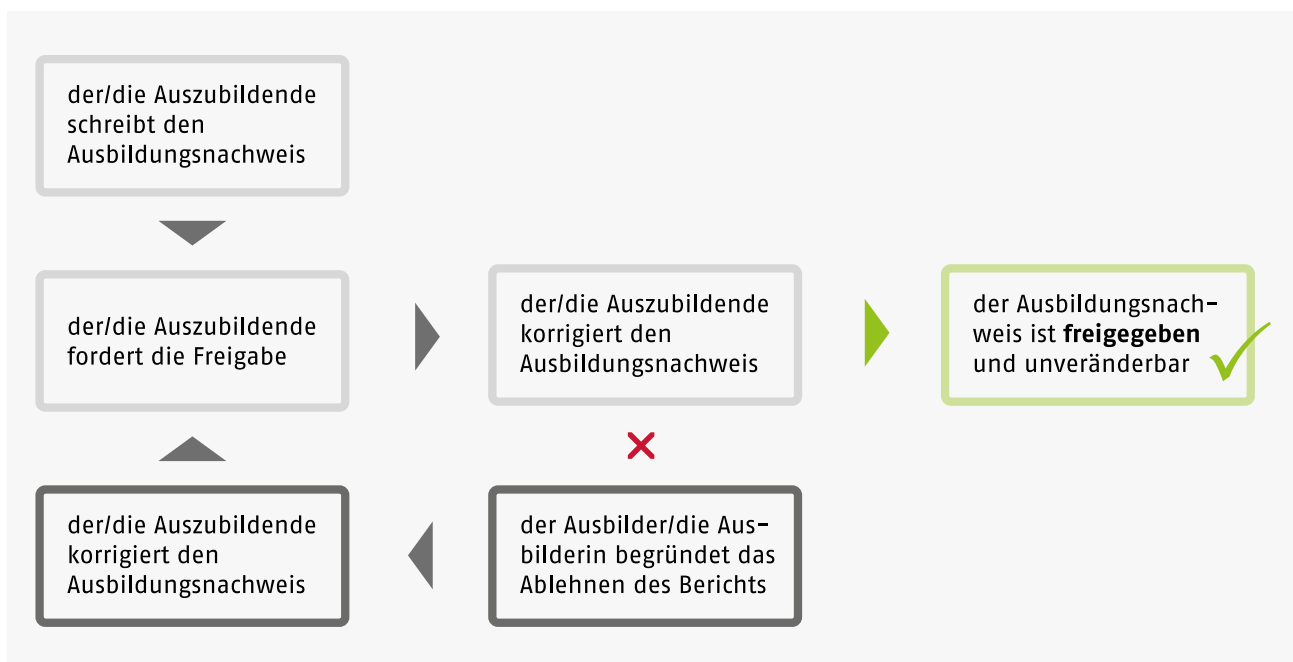 der/die Auszubildende
schreibt den
Ausbildungsnachweis
der/die Auszubildende
fordert die Freigabe
der/die Auszubildende
korrigiert den
Ausbildungsnachweis
der Ausbildungsnach-
weis ist freigegeben
und unveränderbar
der/die Auszubildende
korrigiert den
Ausbildungsnachweis
der Ausbilder/die Aus-
bilderin begründet das
Ablehnen des Berichts